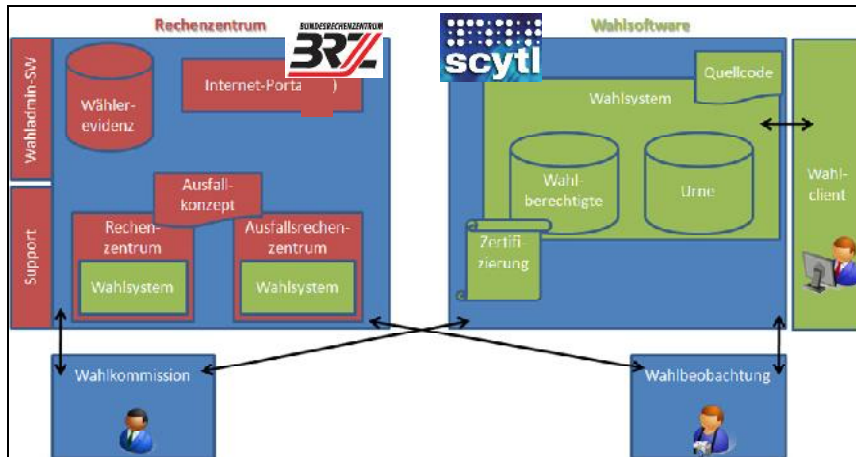 Rechenzentrum
BUNDESRECHENZENTRUM
BRZ
scytl
Wahlsoftware
Wahladmin-SW
Support
Wähler-
evidenz
Internet-Porta )
Ausfall-
konzept
Rechen-
zentrum
Wahlsystem
Ausfallsrechen-
zentrum
Wahlsystem
Quellcode
Wahlsystem
Wahl-
berechtigte
Urne
Zertifi-
zierung
Wahl-
client
Wahlkommission
Wahlbeobachtung